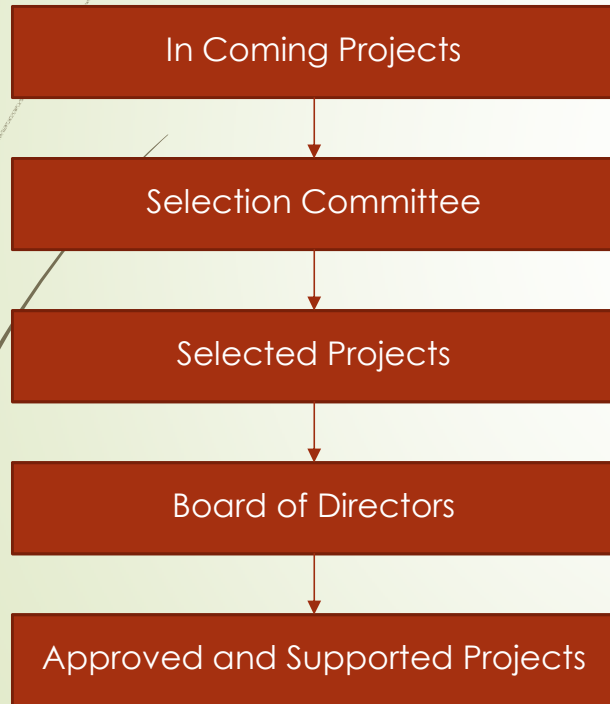 In Coming Projects
Selection Committee
Selected Projects
Board of Directors
Approved and Supported Projects